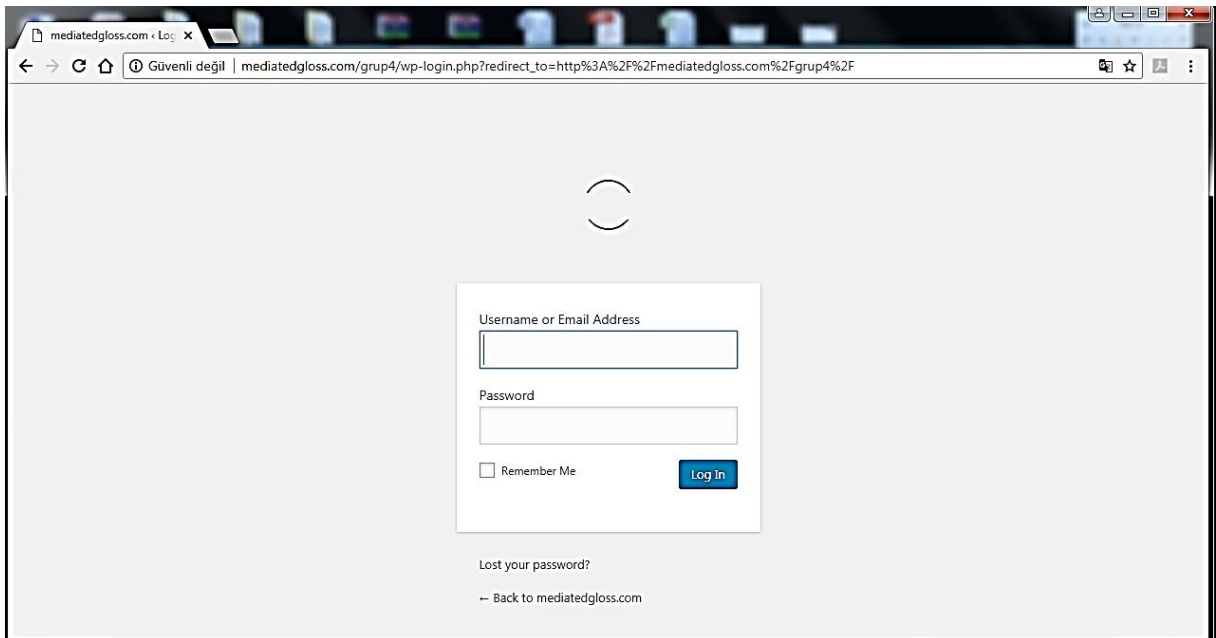 mediatedgloss.com ‹ Log
Güvenli değil | mediatedgloss.com/grup4/wp-login.php?redirect_to=http%3A%2F%2Fmediatedgloss.com%2Fgrup4%2F
Username or Email Address
Password
Remember Me
Log In
Lost your password?
← Back to mediatedgloss.com